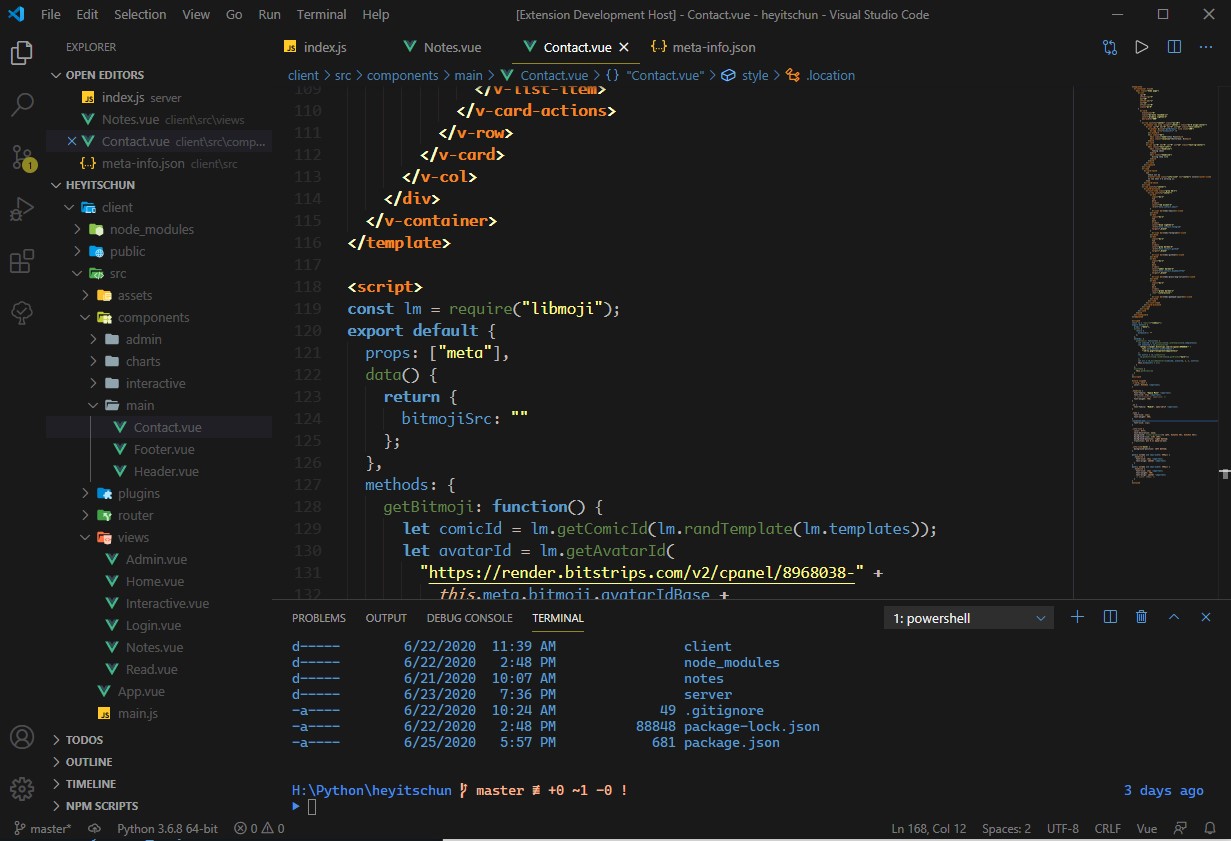 File Edit Selection View Go Run Terminal Help [Extension Development Host] - Contact.vue - heyitschun - Visual Studio Code
EXPLORER
JS index.js Notes.vue Contact.vue × {..} meta-info.json
OPEN EDITORS
JS index.js server
Notes.vue client\src\views
× Contact.vue client\src\comp...
{..} meta-info.json client\src
1
HEYITSCHUN
client
node_modules
public
src
assets
components
admin
charts
interactive
main
Contact.vue
Footer.vue
Header.vue
plugins
router
views
Admin.vue
Home.vue
Interactive.vue
Login.vue
Notes.vue
Read.vue
App.vue
JS main.js
TODOS
OUTLINE
TIMELINE
NPM SCRIPTS
client > src > components > main > Contact.vue > {} "Contact.vue" > style > .location
109 </v-list-item>
110 </v-card-actions>
111 </v-row>
112 </v-card>
113 </v-col>
114 </div>
115 </v-container>
116 </template>
117
118 <script>
119 const lm = require("libmoji");
120 export default {
121 props: ["meta"],
122 data() {
123 return {
124 bitmojiSrc: ""
125 };
126 },
127 methods: {
128 getBitmoji: function() {
129 let comicId = lm.getComicId(lm.randTemplate(lm.templates));
130 let avatarId = lm.getAvatarId(
131 "https://render.bitstrips.com/v2/cpanel/8968038-" +
132 this.meta.bitmoji.avatarIdBase +
PROBLEMS OUTPUT DEBUG CONSOLE TERMINAL 1: powershell
d----- 6/22/2020 11:39 AM client
d----- 6/22/2020 2:48 PM node_modules
d----- 6/21/2020 10:07 AM notes
d----- 6/23/2020 7:36 PM server
-a---- 6/22/2020 10:24 AM 49 .gitignore
-a---- 6/22/2020 2:48 PM 88848 package-lock.json
-a---- 6/25/2020 5:57 PM 681 package.json
H:\Python\heyitschun master ≢ +0 ~1 -0 ! 3 days ago
master* Python 3.6.8 64-bit 0 0 Ln 168, Col 12 Spaces: 2 UTF-8 CRLF Vue